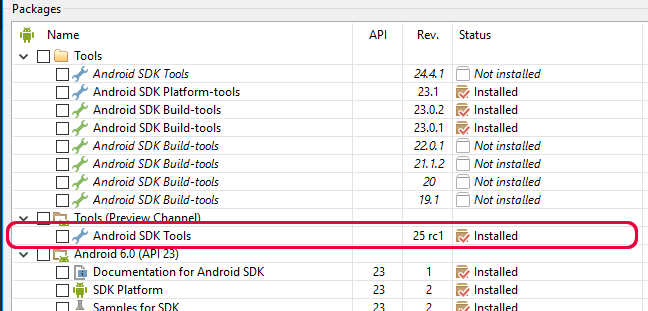 Packages
Name API Rev. Status
Tools
Android SDK Tools 24.4.1 Not installed
Android SDK Platform-tools 23.1 Installed
Android SDK Build-tools 23.0.2 Installed
Android SDK Build-tools 23.0.1 Installed
Android SDK Build-tools 22.0.1 Not installed
Android SDK Build-tools 21.1.2 Not installed
Android SDK Build-tools 20 Not installed
Android SDK Build-tools 19.1 Not installed
Tools (Preview Channel)
Android SDK Tools 25 rc1 Installed
Android 6.0 (API 23)
Documentation for Android SDK 23 1 Installed
SDK Platform 23 2 Installed
Samples for SDK 23 2 Installed